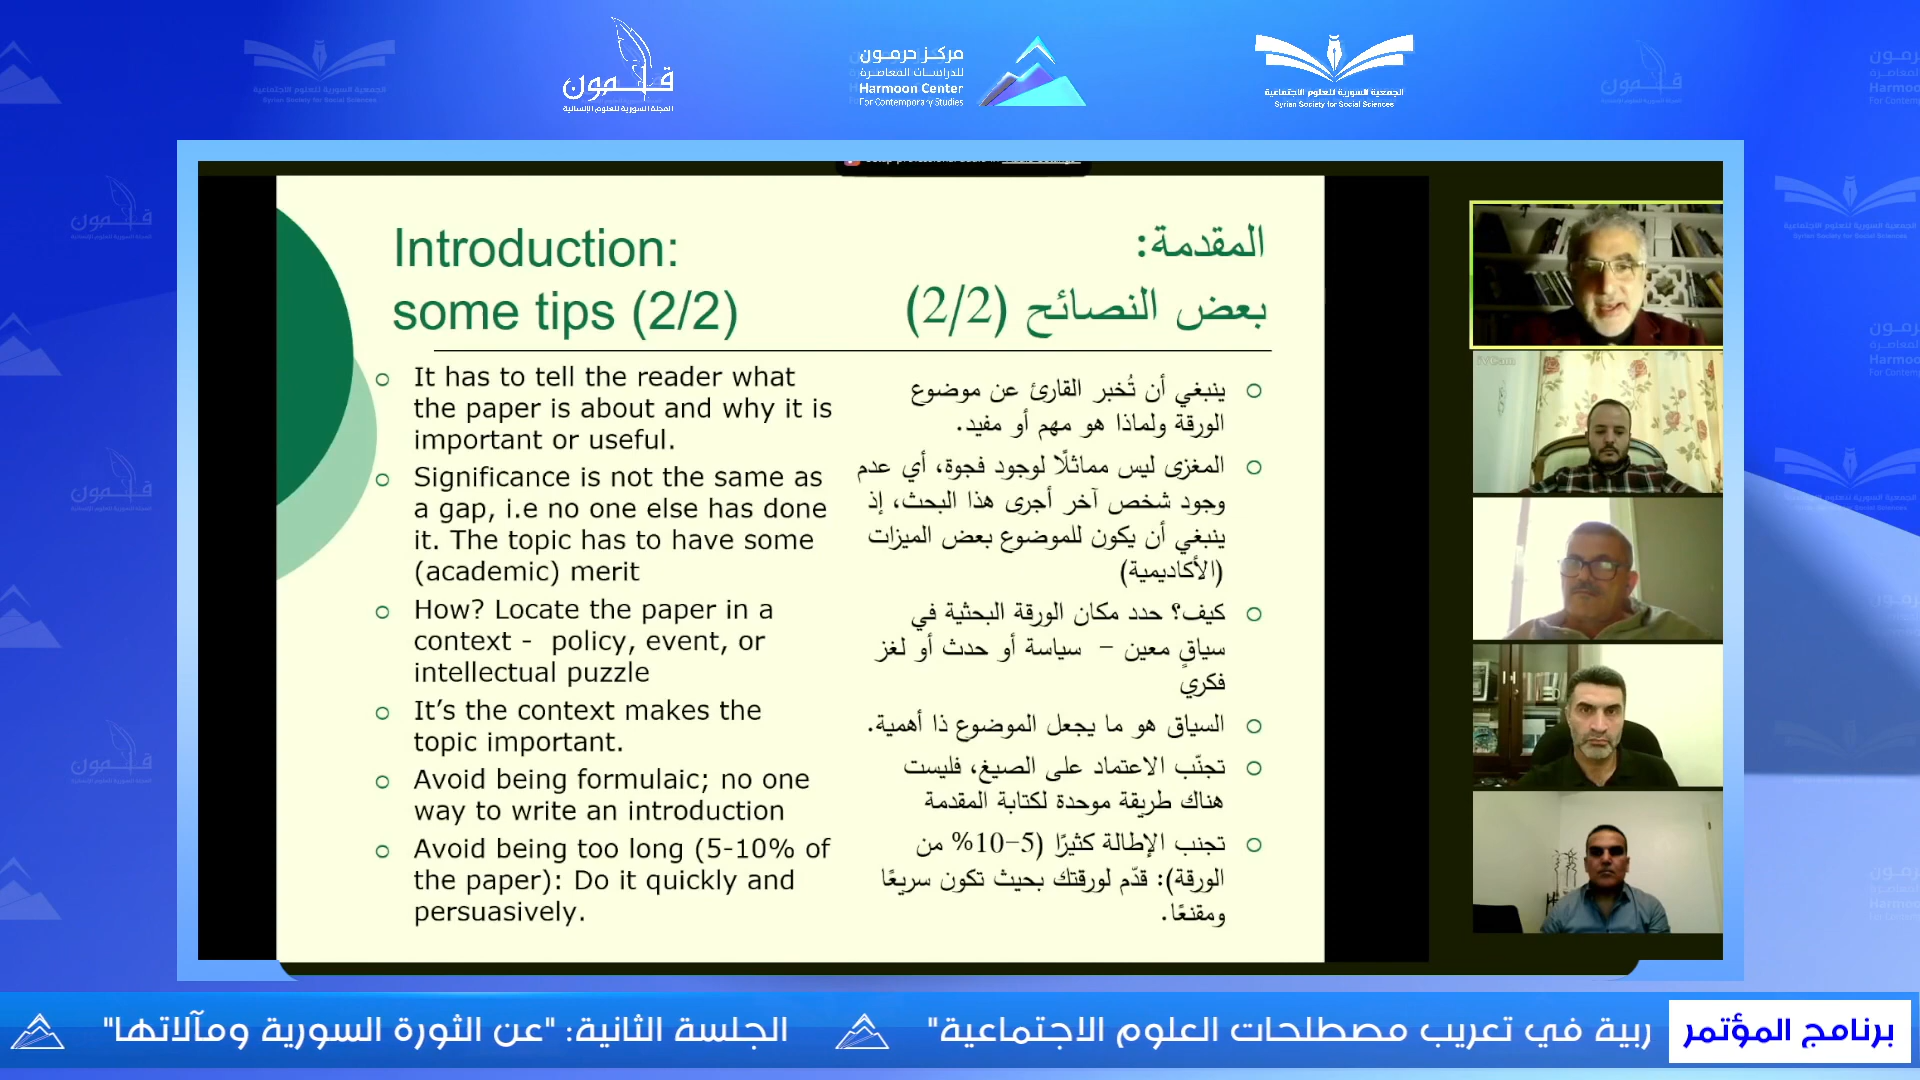 قلمون
المجلة السورية للعلوم الإنسانية
مركز حرمون
للدراسات المعاصرة
Harmoon Center
For Contemporary Studies
الجمعية السورية للعلوم الاجتماعية
Syrian Society for Social Sciences
Introduction:
some tips (2/2)
It has to tell the reader what
the paper is about and why it is
important or useful.
Significance is not the same as
a gap, i.e no one else has done
it. The topic has to have some
(academic) merit
How? Locate the paper in a
context - policy, event, or
intellectual puzzle
It's the context makes the
topic important.
Avoid being formulaic; no one
way to write an introduction
Avoid being too long (5-10% of
the paper): Do it quickly and
persuasively.
المقدمة:
بعض النصائح (2/2)
ينبغي أن تُخبر القارئ عن موضوع
الورقة ولماذا هو مهم أو مفيد.
المغزى ليس مماثلًا لوجود فجوة، أي عدم
وجود شخص آخر أجرى هذا البحث، إذ
ينبغي أن يكون للموضوع بعض الميزات
(الأكاديمية)
كيف؟ حدد مكان الورقة البحثية في
سياقٍ معين – سياسة أو حدث أو لغز
فكري
السياق هو ما يجعل الموضوع ذا أهمية.
تجنّب الاعتماد على الصيغ، فليست
هناك طريقة موحدة لكتابة المقدمة
تجنب الإطالة كثيرًا (5–10% من
الورقة): قدّم لورقتك بحيث تكون سريعًا
ومقنعًا.
iVCam
برنامج المؤتمر
ربية في تعريب مصطلحات العلوم الاجتماعية"
الجلسة الثانية: "عن الثورة السورية ومآلاتها"